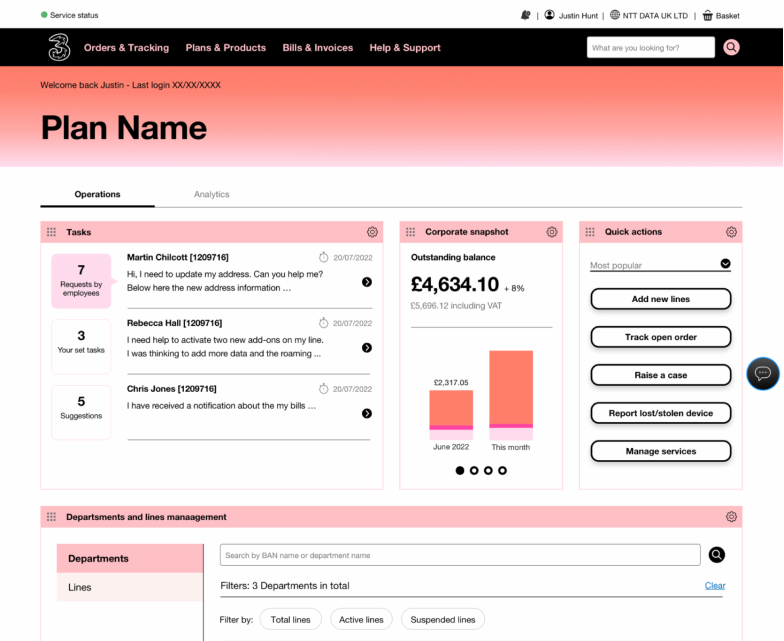 Service status
Justin Hunt | NTT DATA UK LTD | Basket
3 Orders & Tracking Plans & Products Bills & Invoices Help & Support What are you looking for?
Welcome back Justin - Last login XX/XX/XXXX
Plan Name
Operations Analytics
Tasks
7
Requests by
employees
3
Your set tasks
5
Suggestions
Martin Chilcott [1209716] 20/07/2022
Hi, I need to update my address. Can you help me?
Below here the new address information ...
Rebecca Hall [1209716] 20/07/2022
I need help to activate two new add-ons on my line.
I was thinking to add more data and the roaming ...
Chris Jones [1209716] 20/07/2022
I have received a notification about the my bills ...
Corporate snapshot
Outstanding balance
£4,634.10 + 8%
£5,696.12 including VAT
£2,317.05
June 2022 This month
Quick actions
Most popular
Add new lines
Track open order
Raise a case
Report lost/stolen device
Manage services
Departsments and lines manaagement
Departments
Lines
Search by BAN name or department name
Filters: 3 Departments in total Clear
Filter by: Total lines Active lines Suspended lines